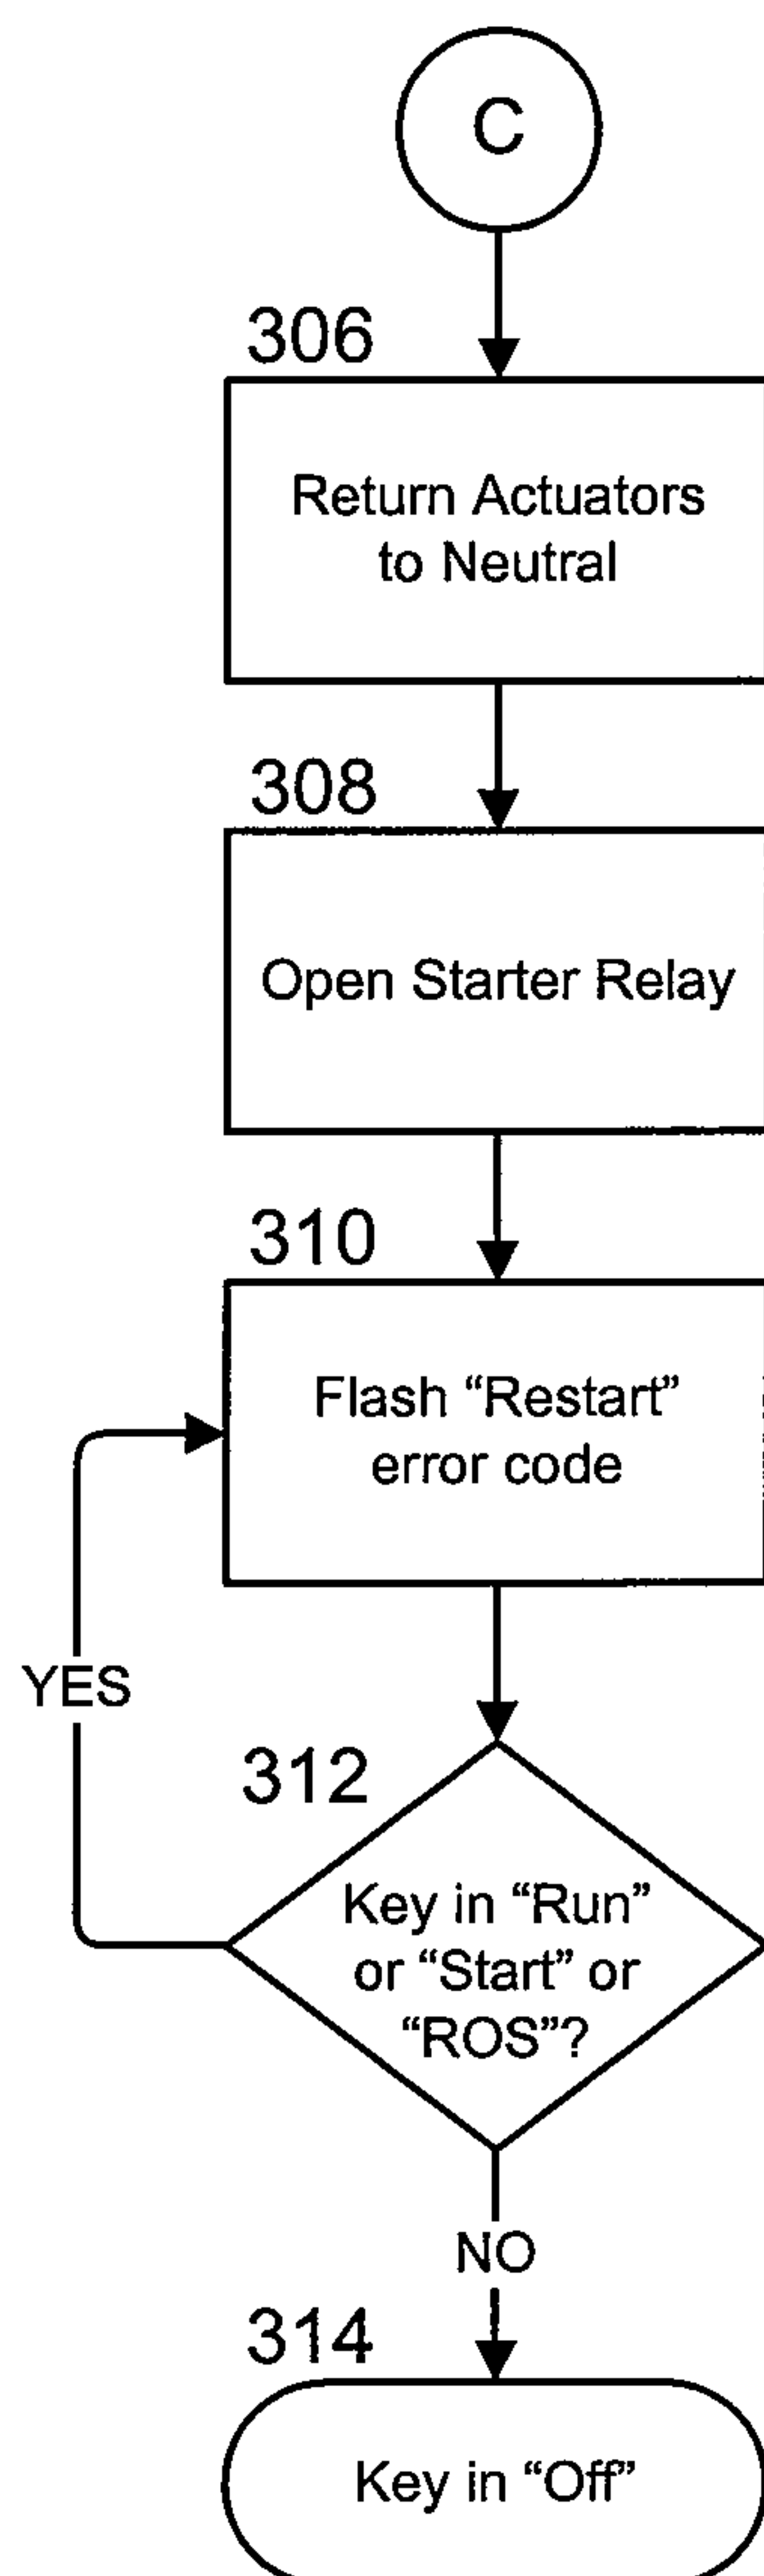 C
306
Return Actuators
to Neutral
308
Open Starter Relay
310
Flash “Restart”
error code
YES
312
Key in “Run”
or “Start” or
“ROS”?
NO
314
Key in “Off”